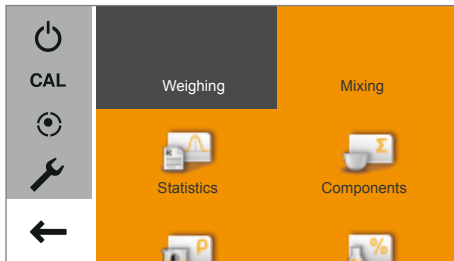 CAL
Weighing
Mixing
Σ
Statistics
Components
ρ
%